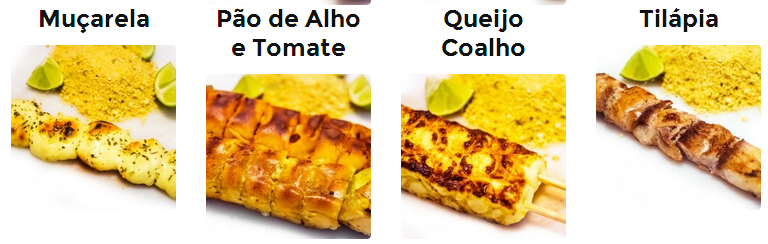 Muçarela
Pão de Alho
e Tomate
Queijo
Coalho
Tilápia